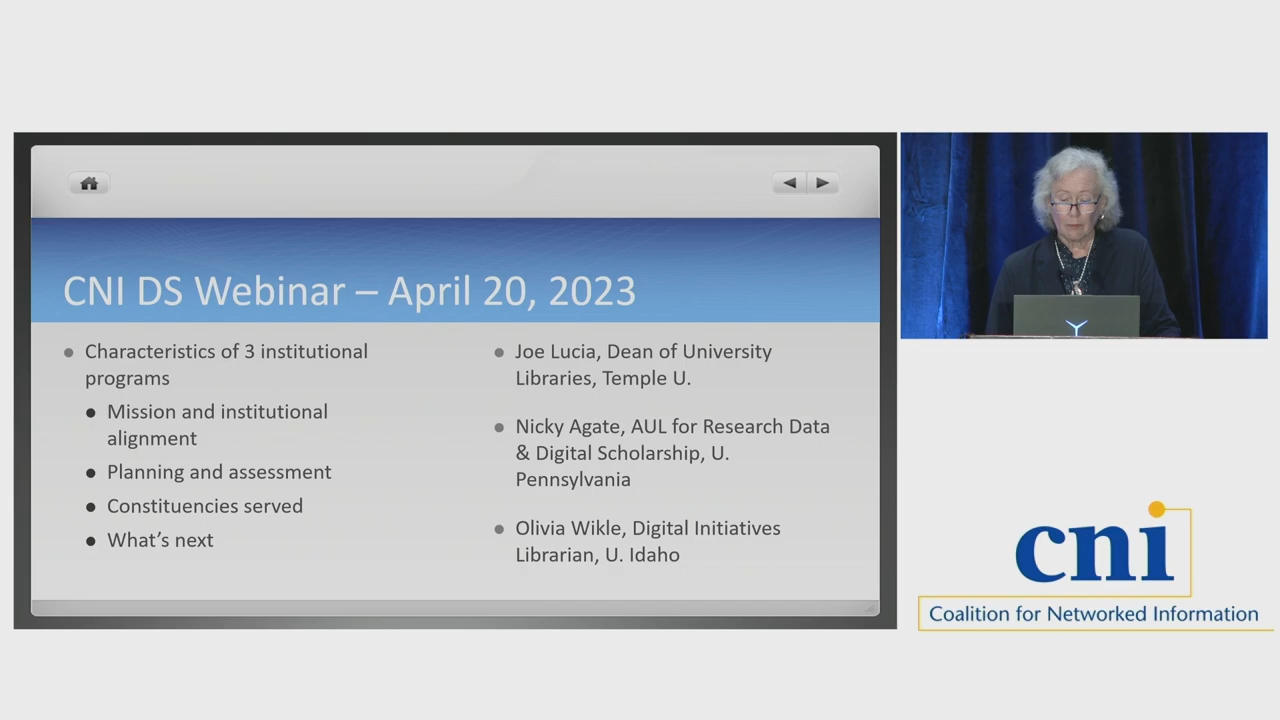 CNI DS Webinar – April 20, 2023
Characteristics of 3 institutional
programs
Mission and institutional
alignment
Planning and assessment
Constituencies served
What's next
Joe Lucia, Dean of University
Libraries, Temple U.
Nicky Agate, AUL for Research Data
& Digital Scholarship, U.
Pennsylvania
Olivia Wikle, Digital Initiatives
Librarian, U. Idaho
cni
Coalition for Networked Information